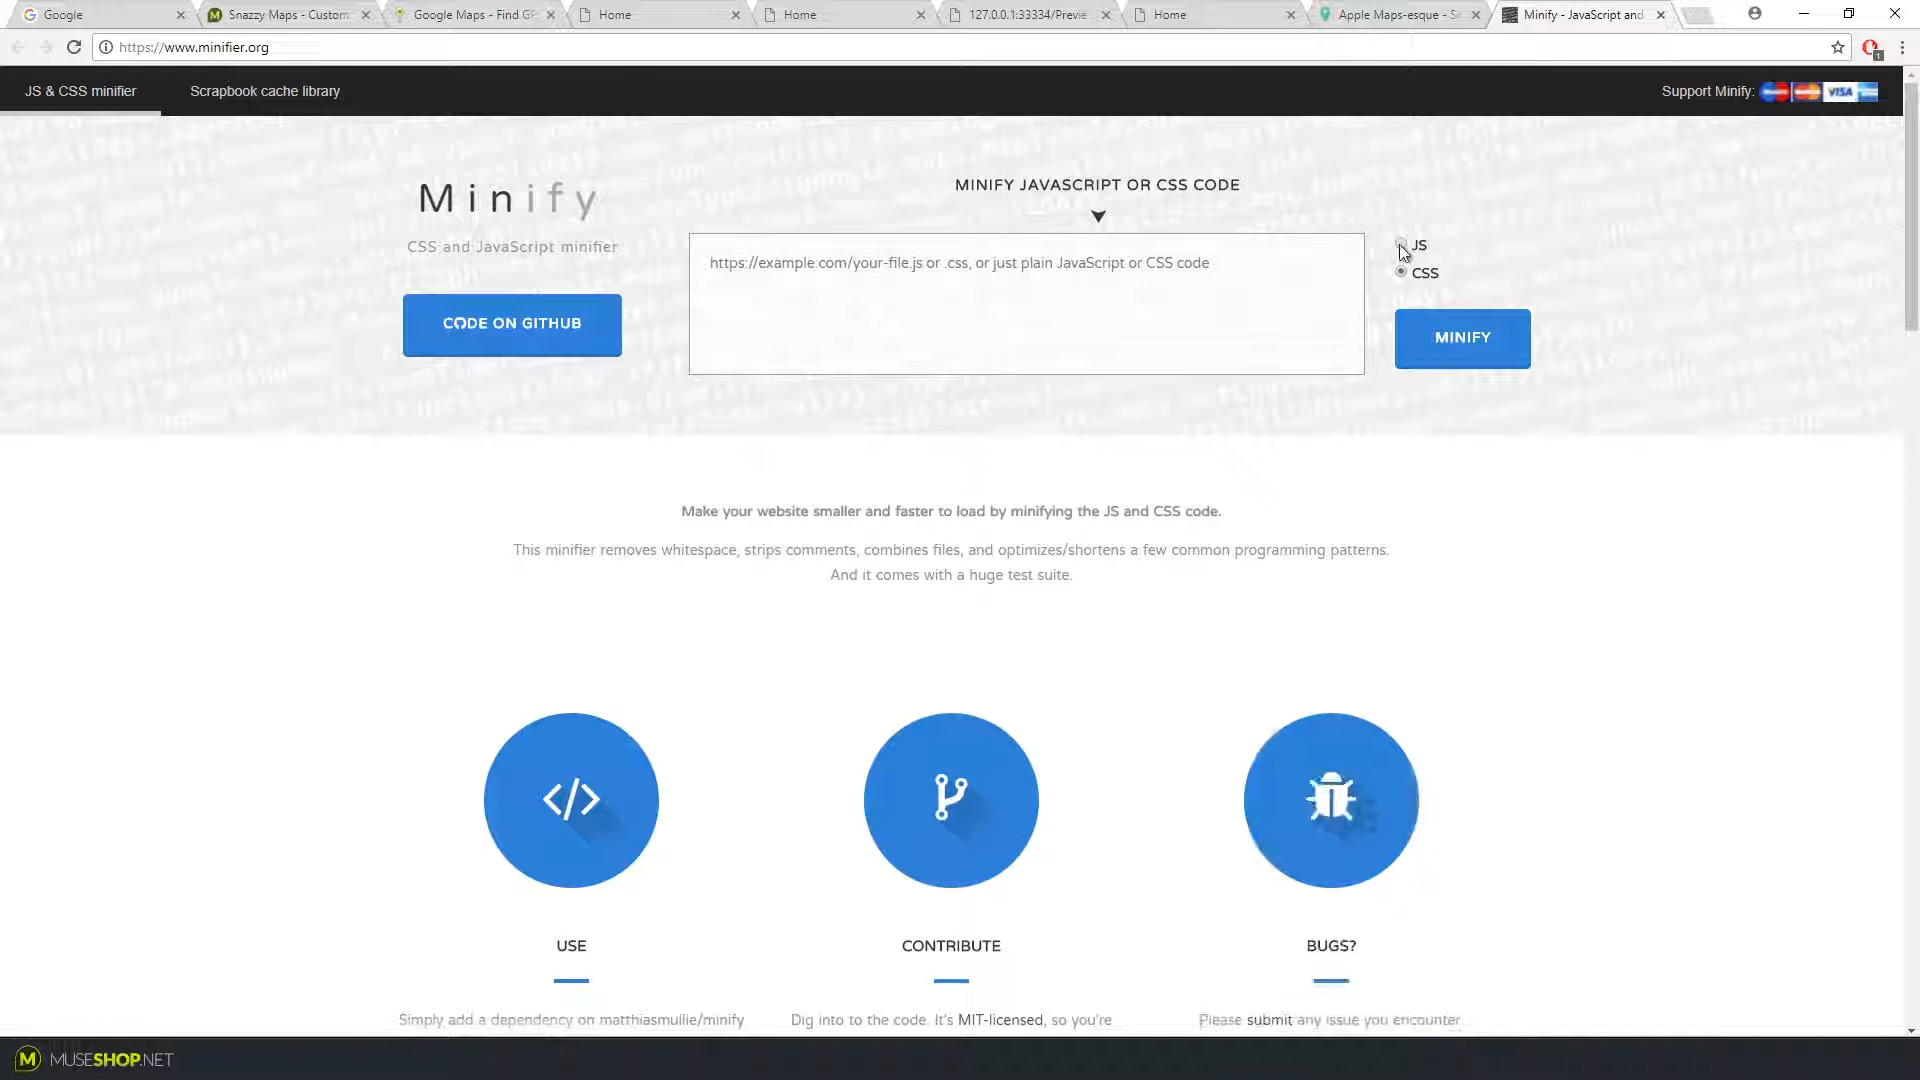 Google
Snazzy Maps - Custom
Google Maps - Find GP
Home
Home
127.0.0.1:33334/Previe
Home
Apple Maps-esque - S
Minify - JavaScript and
https://www.minifier.org
1
JS & CSS minifier
Scrapbook cache library
Support Minify:
VISA
Minify
CSS and JavaScript minifier
CODE ON GITHUB
MINIFY JAVASCRIPT OR CSS CODE
https://example.com/your-file.js or .css, or just plain JavaScript or CSS code
JS
CSS
MINIFY
Make your website smaller and faster to load by minifying the JS and CSS code.
This minifier removes whitespace, strips comments, combines files, and optimizes/shortens a few common programming patterns.
And it comes with a huge test suite.
USE
CONTRIBUTE
BUGS?
Simply add a dependency on matthiasmullie/minify
Dig into to the code. It's MIT-licensed, so you're
Please submit any issue you encounter
M MUSESHOP.NET